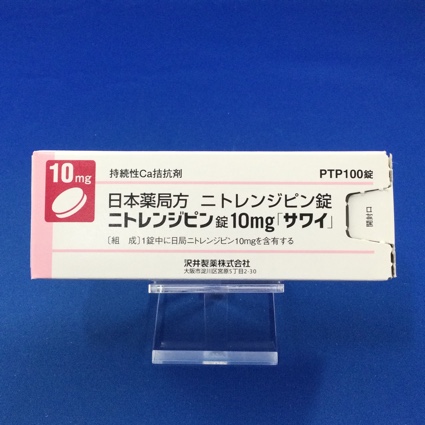 10mg
持続性Ca拮抗剤
PTP100錠
日本薬局方 ニトレンジピン錠
ニトレンジピン錠10mg「サワイ」
〔組 成〕1錠中に日局ニトレンジピン10mgを含有する
開封口
沢井製薬株式会社
大阪市淀川区宮原5丁目2-30